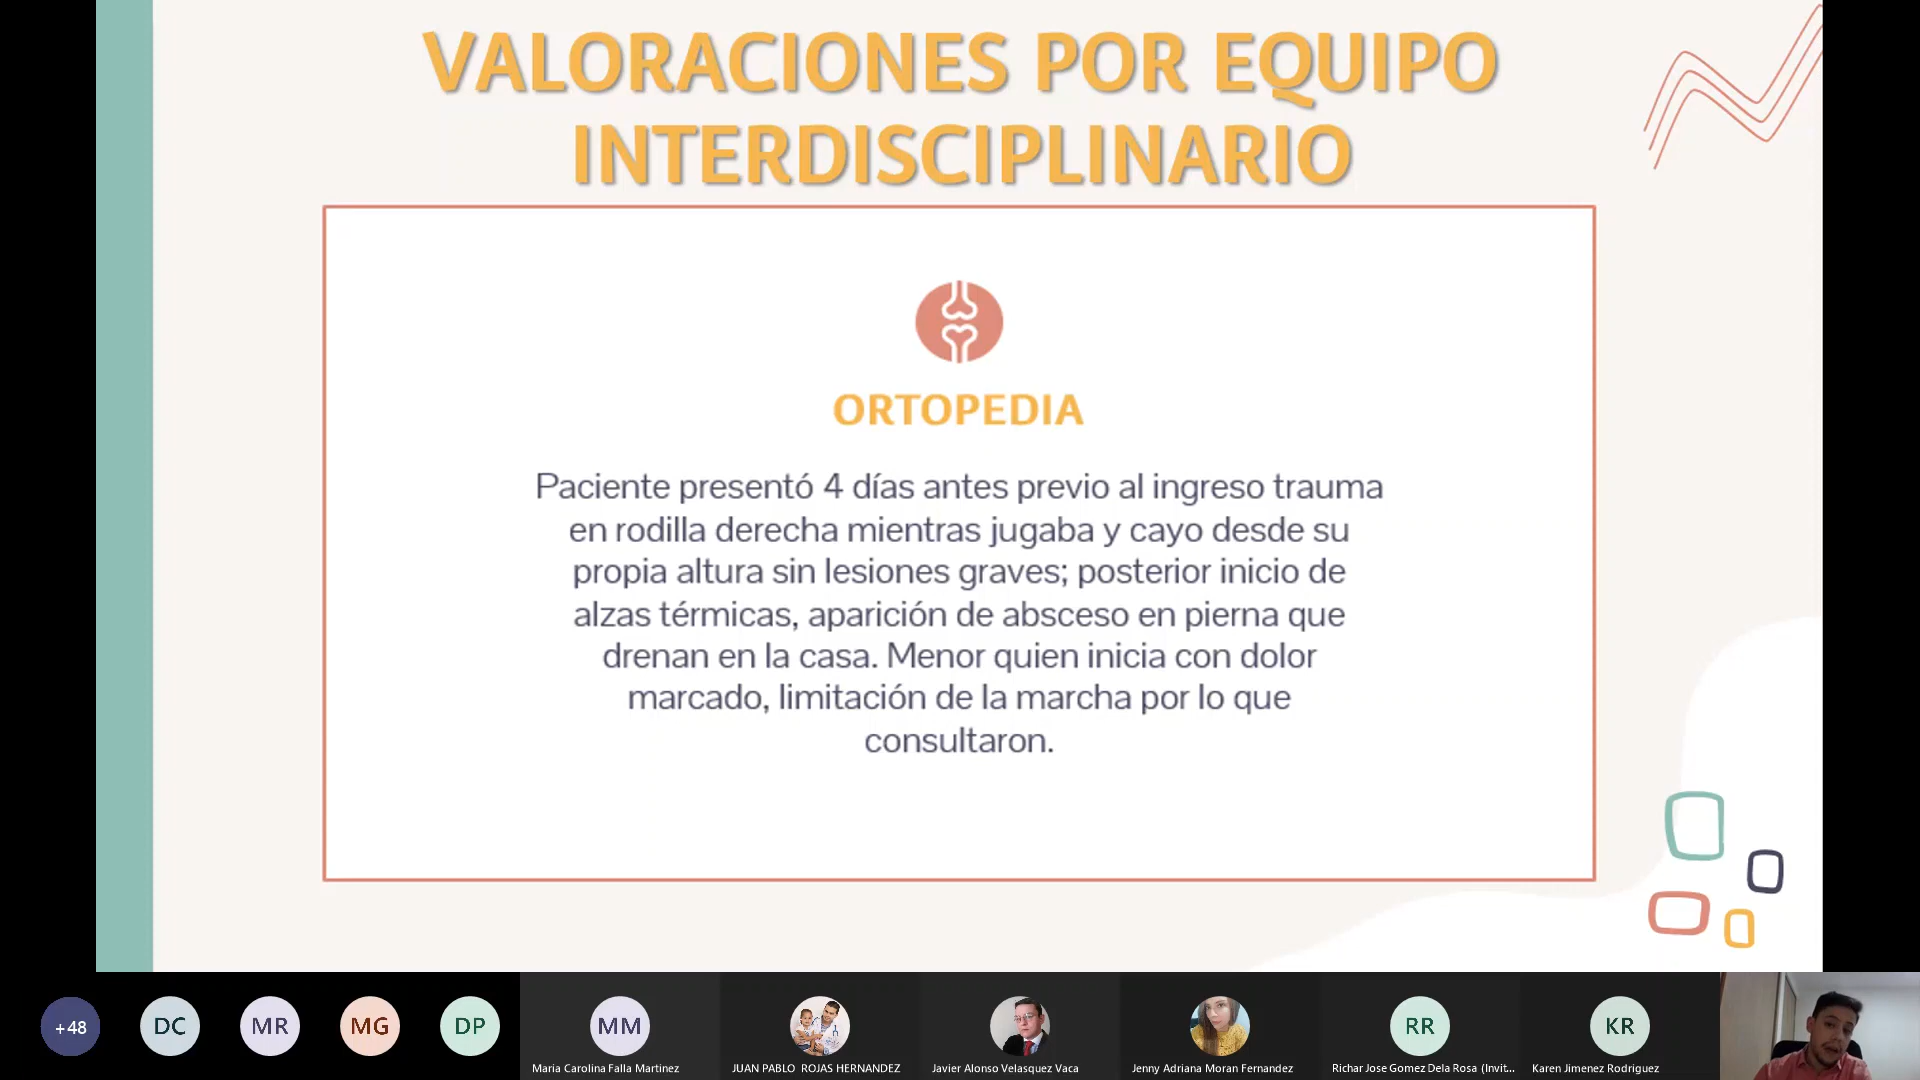 VALORACIONES POR EQUIPO
INTERDISCIPLINARIO
ORTOPEDIA
Paciente presentó 4 días antes previo al ingreso trauma
en rodilla derecha mientras jugaba y cayo desde su
propia altura sin lesiones graves; posterior inicio de
alzas térmicas, aparición de absceso en pierna que
drenan en la casa. Menor quien inicia con dolor
marcado, limitación de la marcha por lo que
consultaron.
+48
DC
MR
MG
DP
MM
RR
KR
Maria Carolina Falla Martinez
JUAN PABLO ROJAS HERNANDEZ
Javier Alonso Velasquez Vaca
Jenny Adriana Moran Fernandez
Richar Jose Gomez Dela Rosa (Invit...
Karen Jimenez Rodriguez